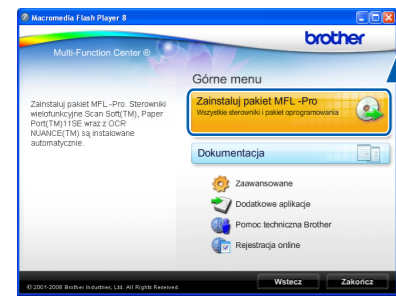 Macromedia Flash Player 8
brother
Multi-Function Center ®
Górne menu
Zainstaluj pakiet MFL -Pro. Sterowniki
wielofunkcyjne Scan Soft(TM), Paper
Port(TM)11SE wraz z OCR
NUANCE(TM) są instalowane
automatycznie.
Zainstaluj pakiet MFL -Pro
Wszystkie sterowniki i pakiet oprogramowania
Dokumentacja
Zaawansowane
Dodatkowe aplikacje
Pomoc techniczna Brother
Rejestracja online
© 2001-2008 Brother Industries, Ltd. All Rights Reserved.
Wstecz
Zakończ